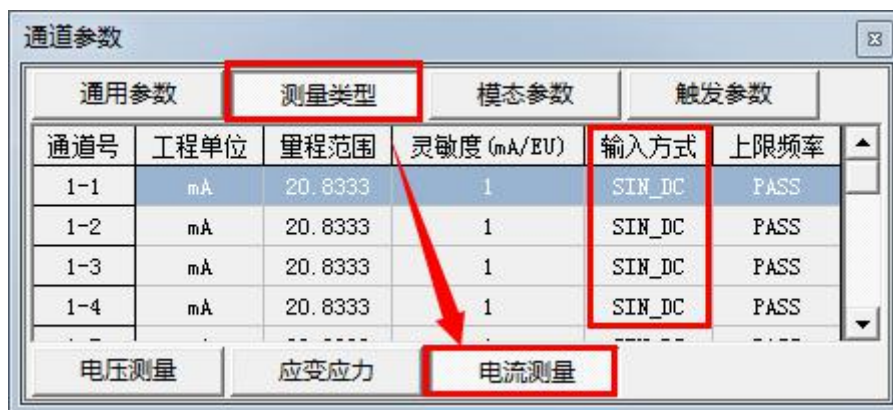 通道参数
通用参数 测量类型 模态参数 触发参数
通道号 工程单位 量程范围 灵敏度(mA/EU) 输入方式 上限频率
1-1 mA 20.8333 1 SIN_DC PASS
1-2 mA 20.8333 1 SIN_DC PASS
1-3 mA 20.8333 1 SIN_DC PASS
1-4 mA 20.8333 1 SIN_DC PASS
电压测量 应变应力 电流测量